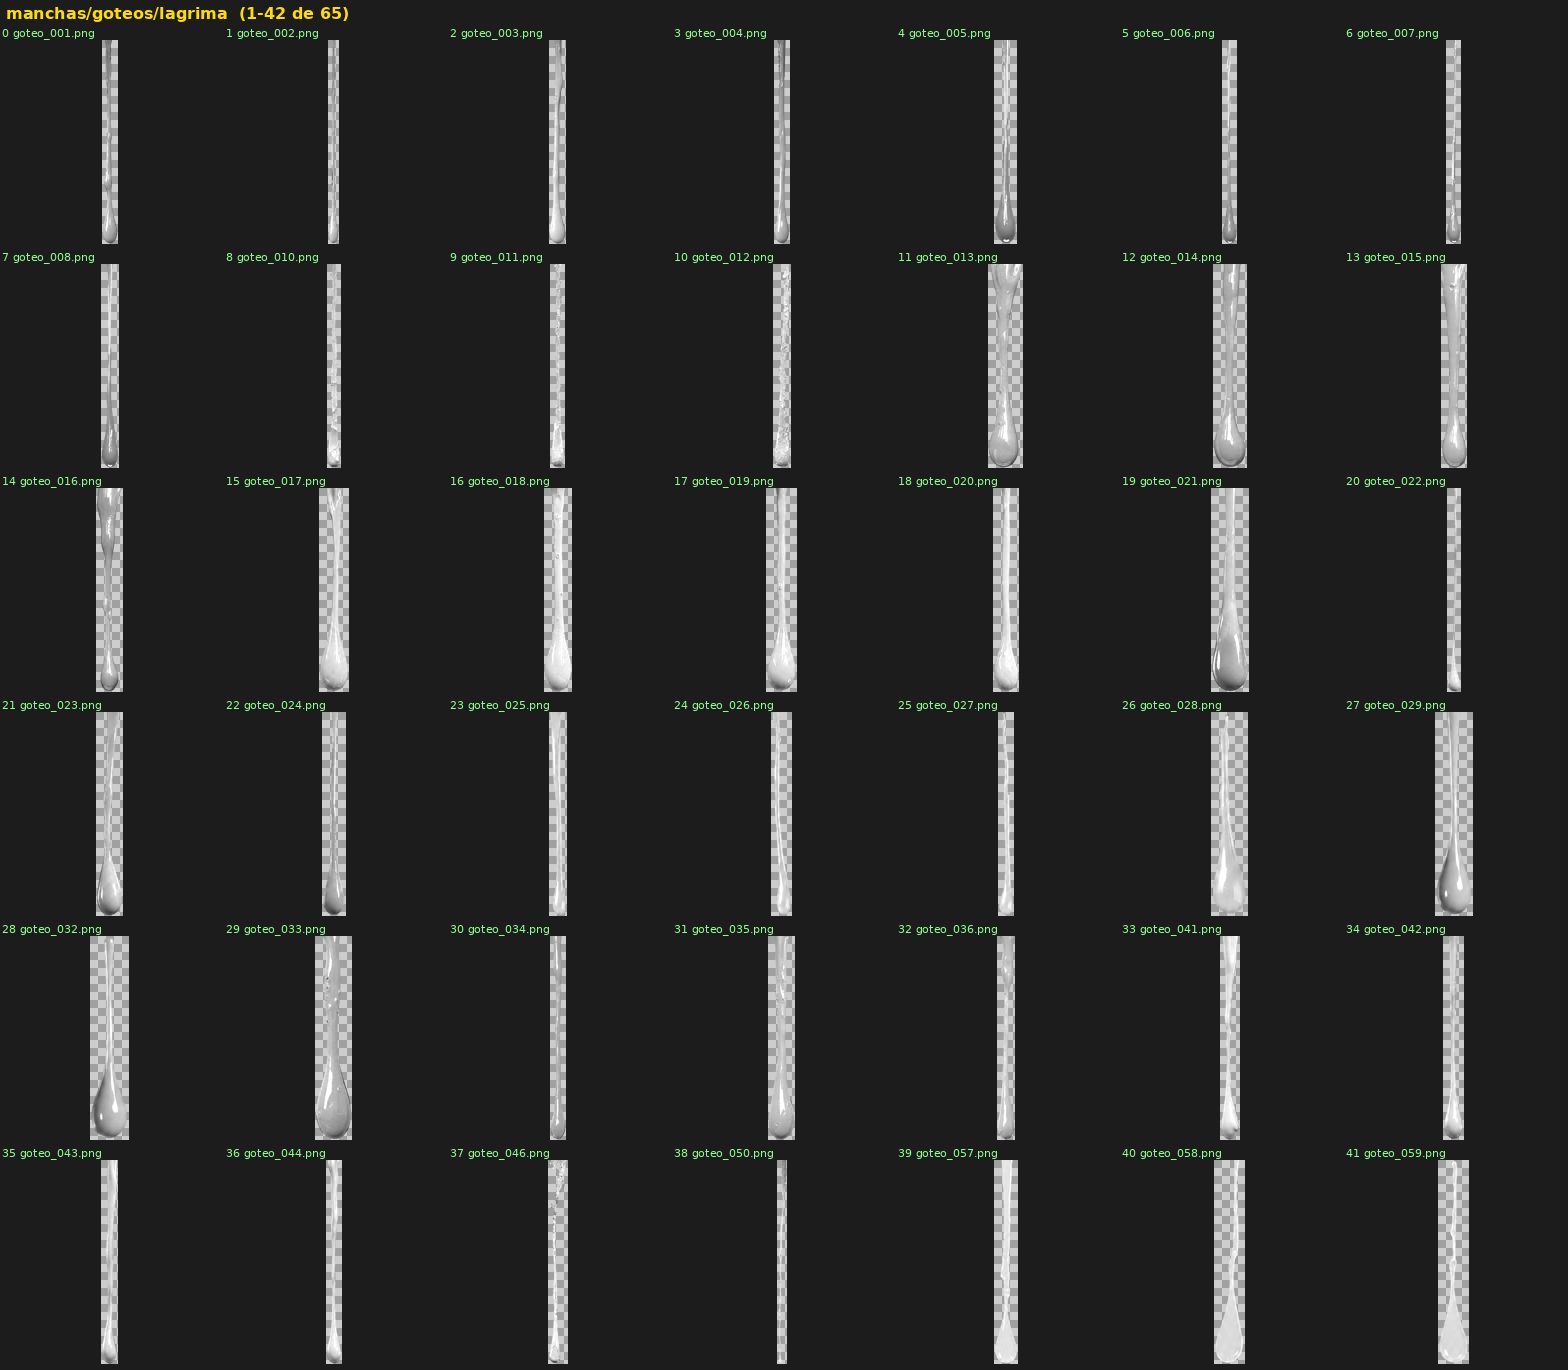 manchas/goteos/lagrima (1-42 de 65)
0 goteo_001.png
1 goteo_002.png
2 goteo_003.png
3 goteo_004.png
4 goteo_005.png
5 goteo_006.png
6 goteo_007.png
7 goteo_008.png
8 goteo_010.png
9 goteo_011.png
10 goteo_012.png
11 goteo_013.png
12 goteo_014.png
13 goteo_015.png
14 goteo_016.png
15 goteo_017.png
16 goteo_018.png
17 goteo_019.png
18 goteo_020.png
19 goteo_021.png
20 goteo_022.png
21 goteo_023.png
22 goteo_024.png
23 goteo_025.png
24 goteo_026.png
25 goteo_027.png
26 goteo_028.png
27 goteo_029.png
28 goteo_032.png
29 goteo_033.png
30 goteo_034.png
31 goteo_035.png
32 goteo_036.png
33 goteo_041.png
34 goteo_042.png
35 goteo_043.png
36 goteo_044.png
37 goteo_046.png
38 goteo_050.png
39 goteo_057.png
40 goteo_058.png
41 goteo_059.png